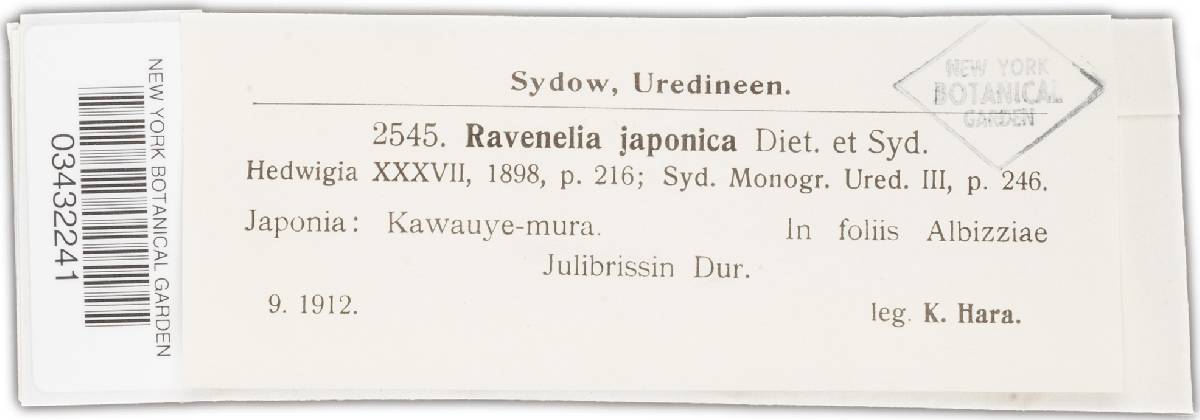 Sydow, Uredineen.
2545. Ravenelia japonica Diet. et Syd.
Hedwigia XXXVII, 1898, p. 216; Syd. Monogr. Ured. III, p. 246.
Japonia: Kawauye-mura. In foliis Albizziae
Julibrissin Dur.
9. 1912. leg. K. Hara.
NEW YORK
BOTANICAL
GARDEN
NEW YORK BOTANICAL GARDEN
03432241